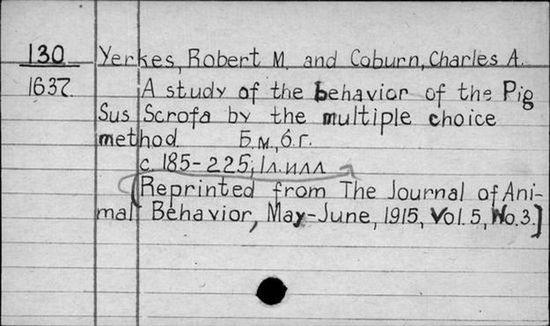 130 Yerkes, Robert M. and Coburn, Charles A.
1637. A study of the behavior of the Pig
Sus Scrofa by the multiple choice
method. Б.м, б.г.
с. 185-225; 1л. илл
[Reprinted from The Journal of Ani-
mal Behavior, May-June, 1915, Vol. 5, No. 3.]